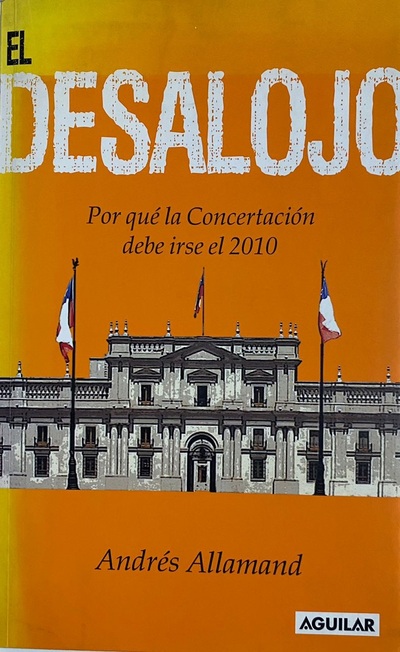 EL
DESALOJO
Por qué la Concertación
debe irse el 2010
Andrés Allamand
AGUILAR